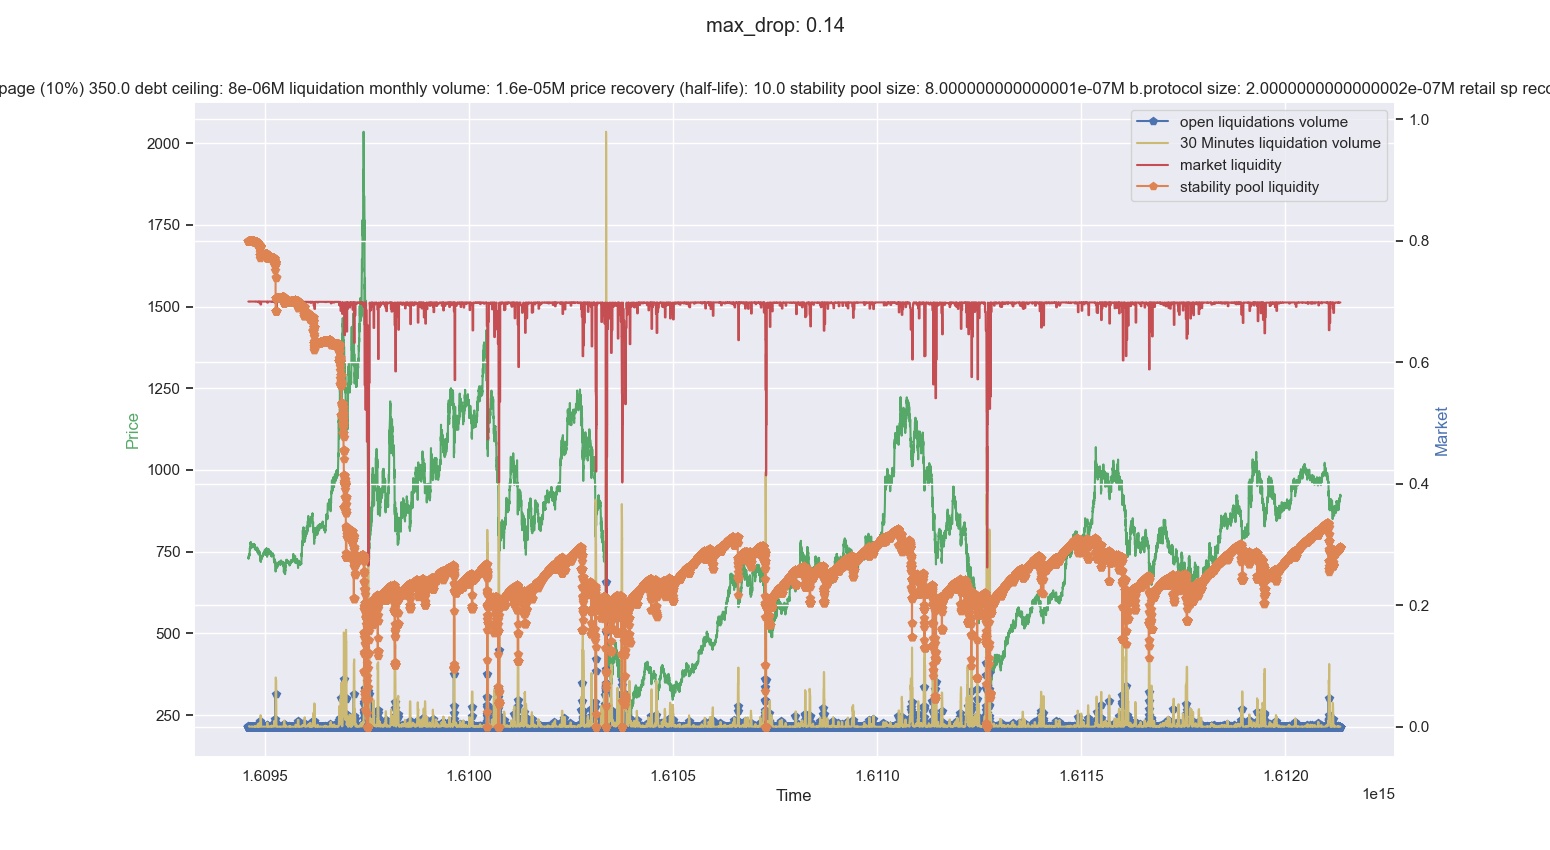 max_drop: 0.14
page (10%) 350.0 debt ceiling: 8e-06M liquidation monthly volume: 1.6e-05M price recovery (half-life): 10.0 stability pool size: 8.000000000000001e-07M b.protocol size: 2.0000000000000002e-07M retail sp reco
open liquidations volume
30 Minutes liquidation volume
market liquidity
stability pool liquidity
2000
1750
1500
1250
1000
750
500
250
Price
1.0
0.8
0.6
0.4
0.2
0.0
Market
1.6095 1.6100 1.6105 1.6110 1.6115 1.6120
Time
1e15